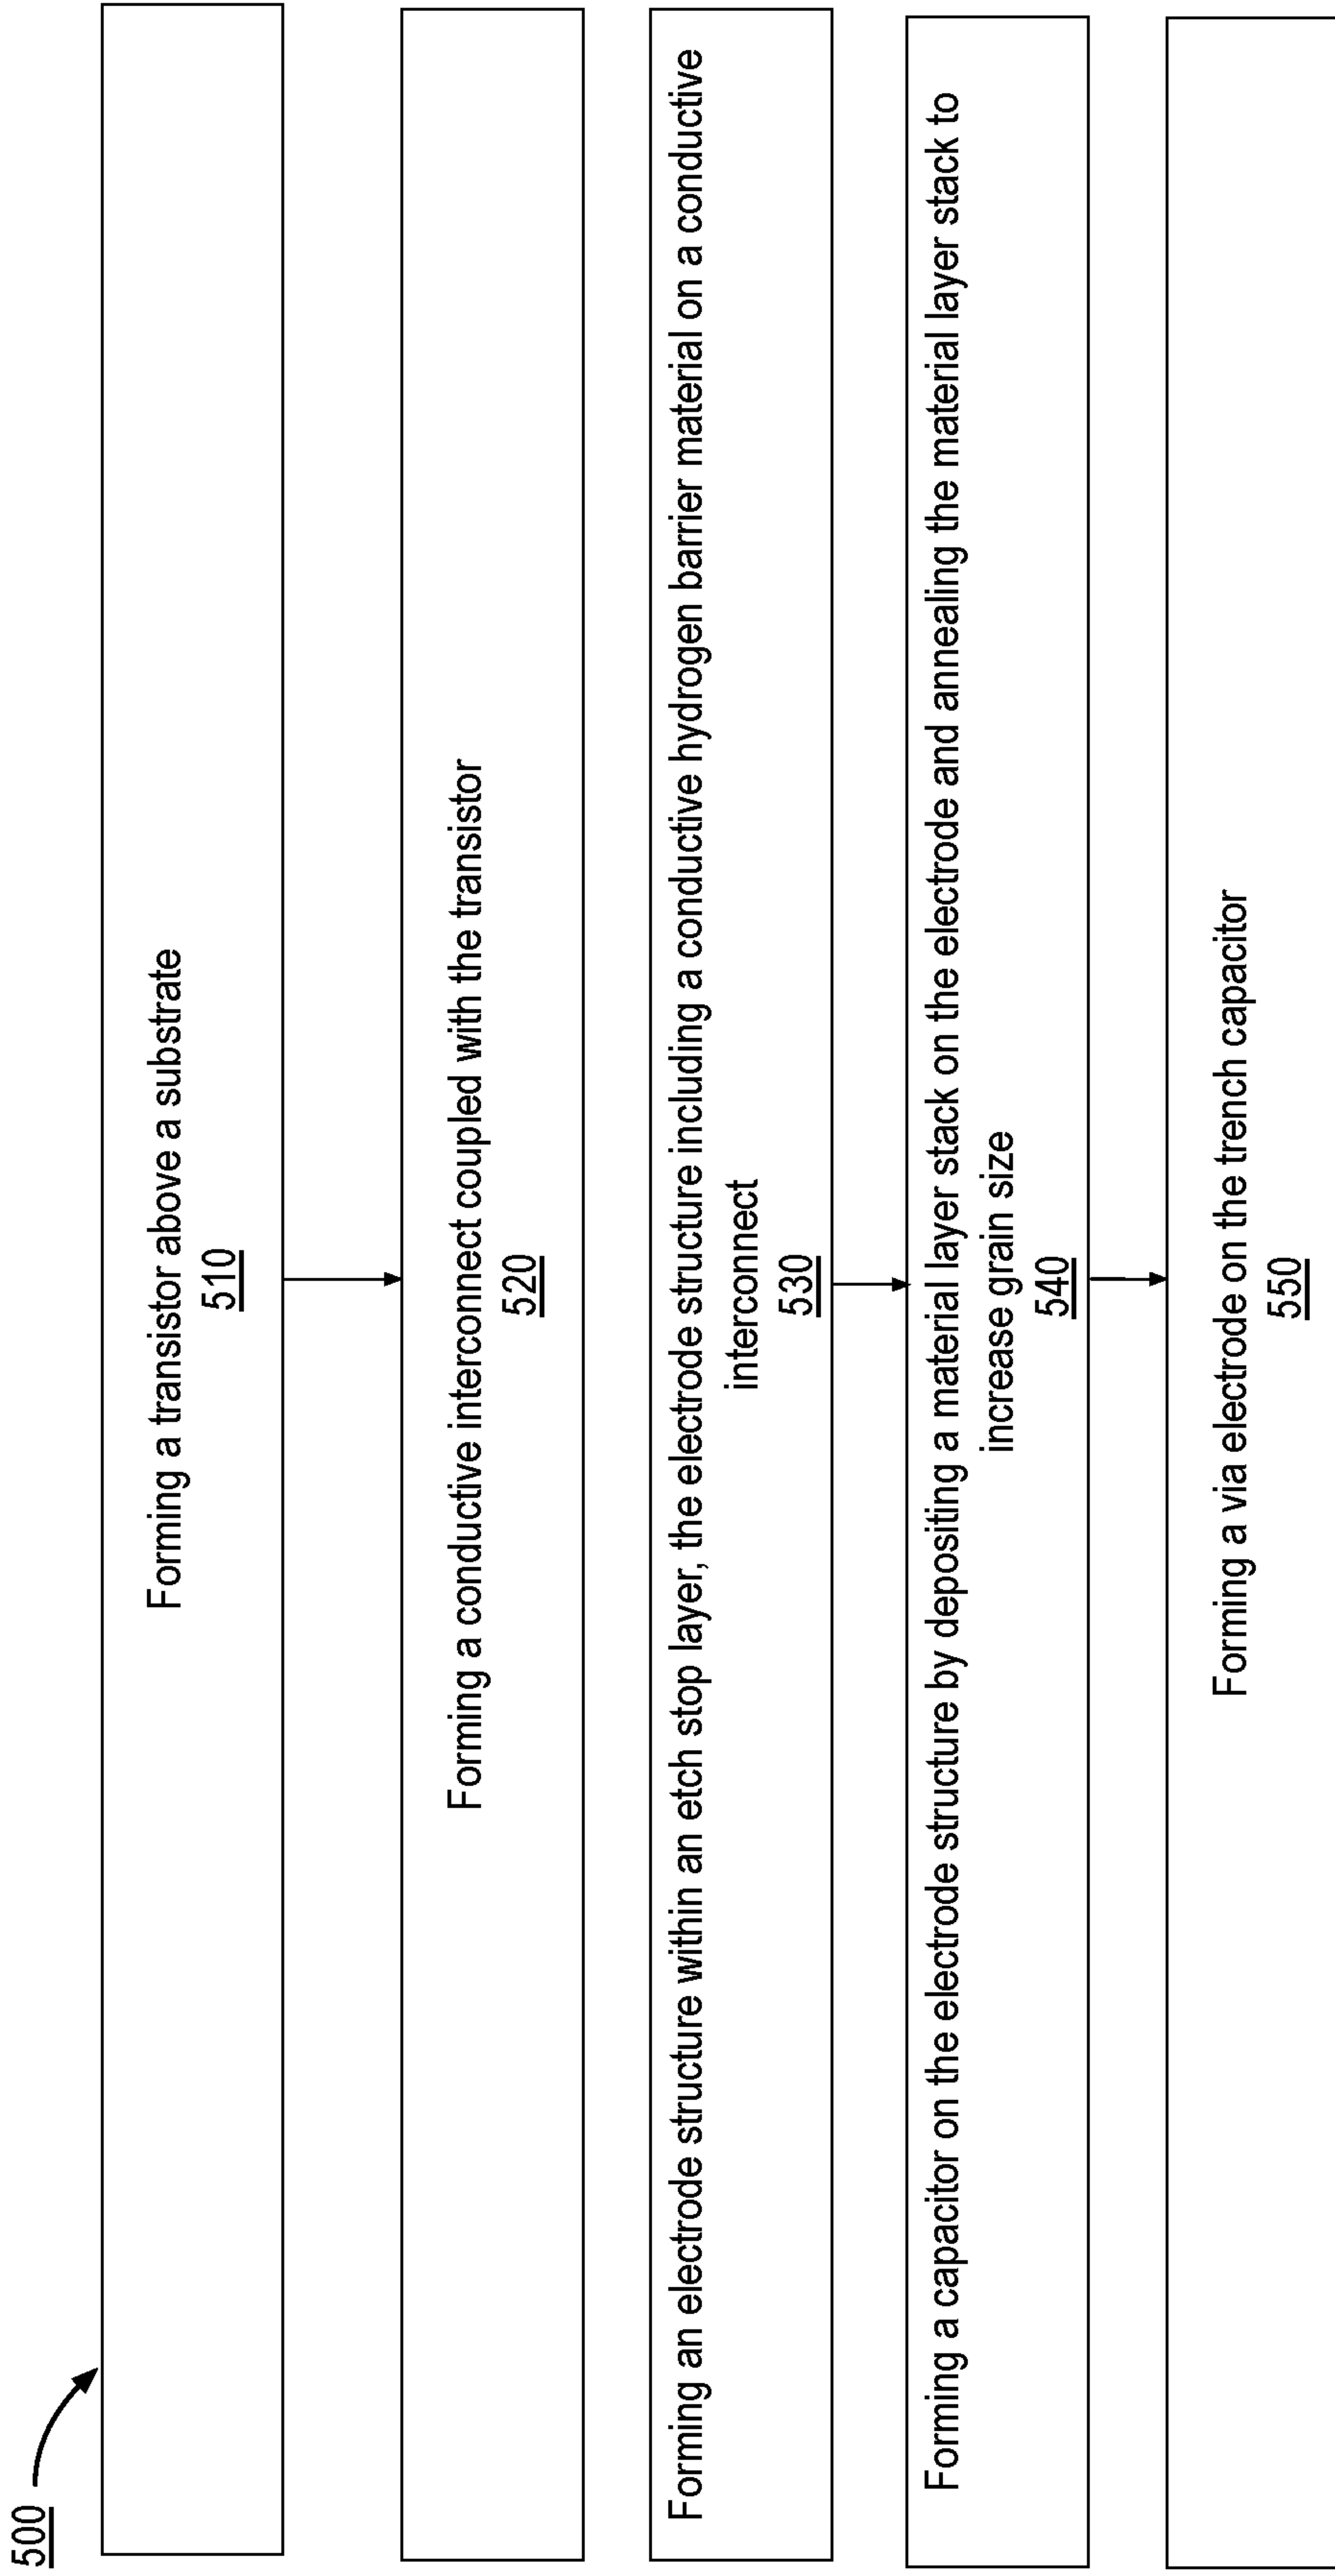 500
Forming a transistor above a substrate
510
Forming a conductive interconnect coupled with the transistor
520
Forming an electrode structure within an etch stop layer, the electrode structure including a conductive hydrogen barrier material on a conductive
interconnect
530
Forming a capacitor on the electrode structure by depositing a material layer stack on the electrode and annealing the material layer stack to
increase grain size
540
Forming a via electrode on the trench capacitor
550